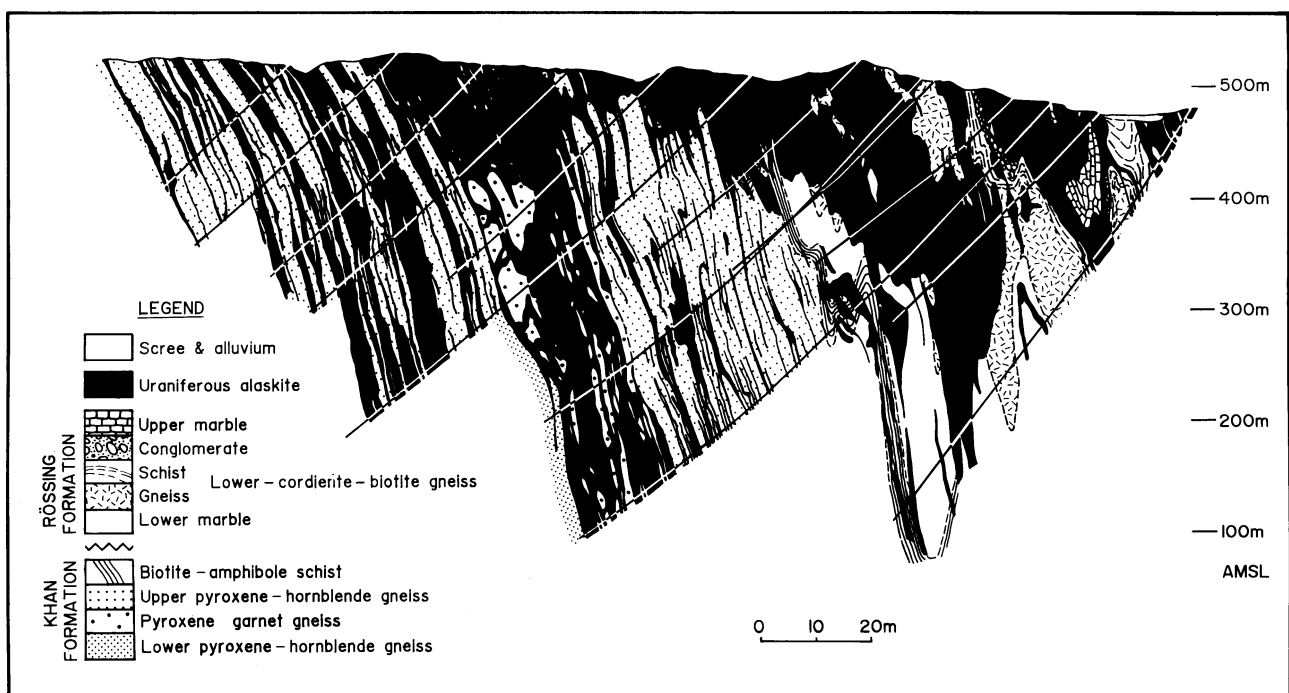 500m
400m
300m
200m
100m
AMSL
LEGEND
Scree & alluvium
Uraniferous alaskite
RÖSSING FORMATION
Upper marble
Conglomerate
Schist
Lower-cordierite-biotite gneiss
Gneiss
Lower marble
KHAN FORMATION
Biotite-amphibole schist
Upper pyroxene-hornblende gneiss
Pyroxene garnet gneiss
Lower pyroxene-hornblende gneiss
0 10 20m